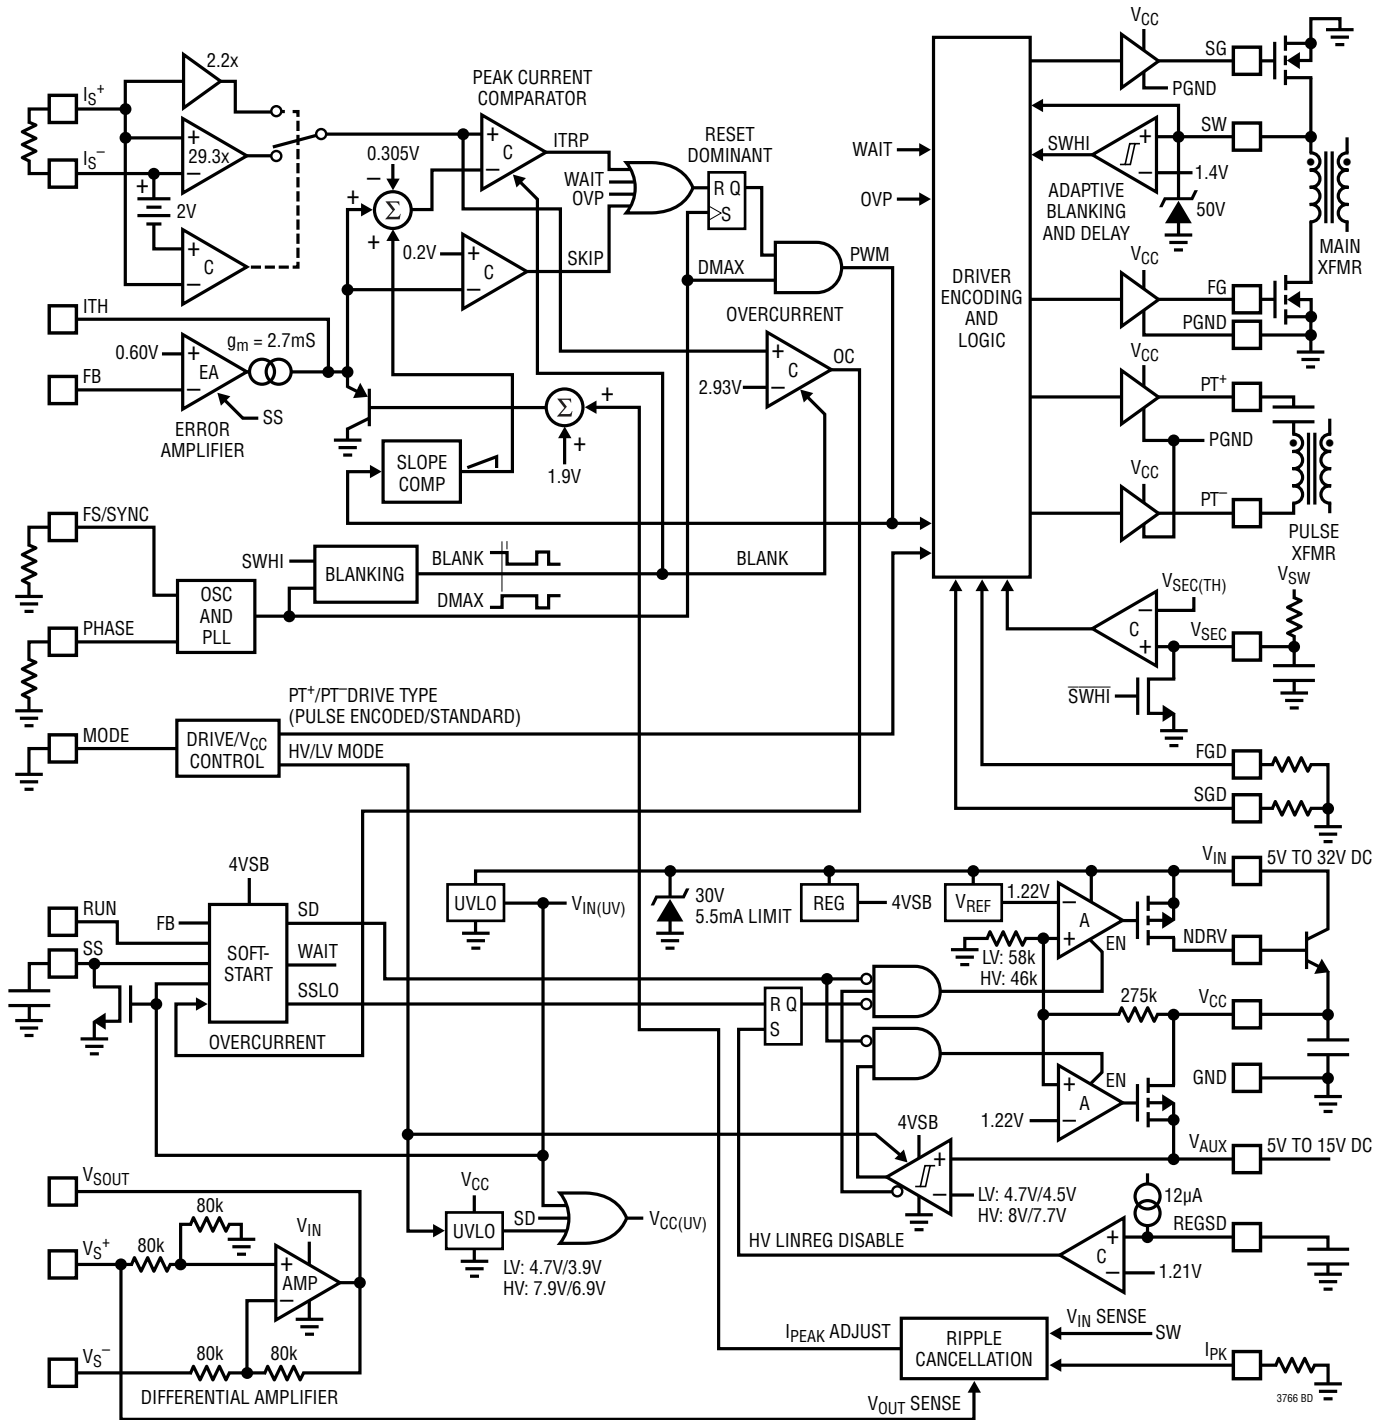 IS+
IS–
2.2x
+
29.3x
–
+
2V
+
C
–
ITH
FB
0.60V
+
EA
–
gm = 2.7mS
SS
ERROR
AMPLIFIER
0.305V
–
+
Σ
+
PEAK CURRENT
COMPARATOR
+
C
–
ITRP
WAIT
OVP
0.2V
+
C
–
SKIP
RESET
DOMINANT
R Q
S
DMAX
PWM
OVERCURRENT
+
C
–
2.93V
OC
Σ
+
+
1.9V
SLOPE
COMP
WAIT
OVP
DRIVER
ENCODING
AND
LOGIC
VCC
SG
PGND
SW
SWHI
+
–
1.4V
ADAPTIVE
BLANKING
AND DELAY
50V
MAIN
XFMR
VCC
FG
PGND
VCC
PT+
PGND
VCC
PT–
PULSE
XFMR
FS/SYNC
PHASE
OSC
AND
PLL
SWHI
BLANKING
BLANK
DMAX
BLANK
VSEC(TH)
VSW
–
C
+
VSEC
SWHI
MODE
DRIVE/VCC
CONTROL
PT+/PT–DRIVE TYPE
(PULSE ENCODED/STANDARD)
HV/LV MODE
FGD
SGD
4VSB
RUN
SS
FB
SOFT-
START
SD
WAIT
SSLO
OVERCURRENT
UVLO
VIN(UV)
30V
5.5mA LIMIT
REG
4VSB
VREF
1.22V
–
A
+
EN
LV: 58k
HV: 46k
VIN
5V TO 32V DC
NDRV
275k
VCC
GND
R Q
S
+
A
–
EN
1.22V
4VSB
+
–
LV: 4.7V/4.5V
HV: 8V/7.7V
VAUX
5V TO 15V DC
12µA
REGSD
+
C
–
1.21V
HV LINREG DISABLE
VCC
UVLO
SD
VCC(UV)
LV: 4.7V/3.9V
HV: 7.9V/6.9V
VSOUT
VS+
VS–
80k
80k
80k
80k
VIN
+
AMP
–
DIFFERENTIAL AMPLIFIER
IPEAK ADJUST
RIPPLE
CANCELLATION
VIN SENSE
SW
IPK
VOUT SENSE
3766 BD